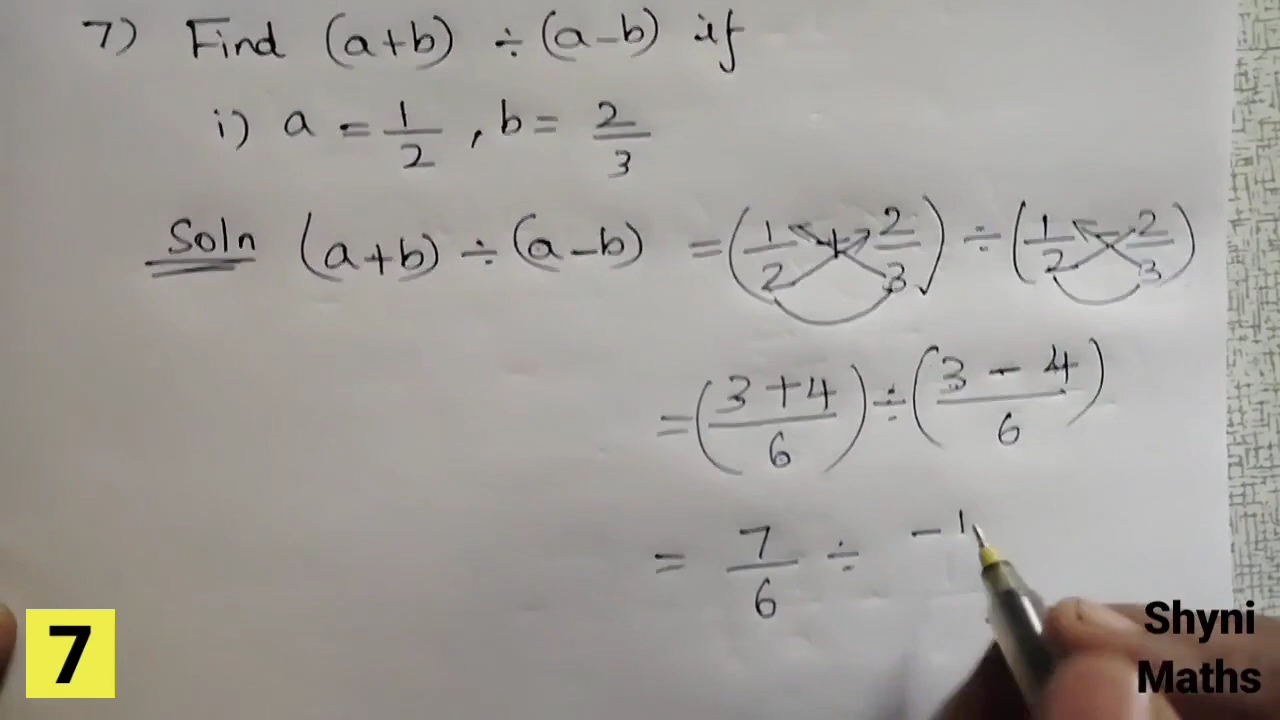 7) Find (a+b) ÷ (a-b) if
i) a = 1/2 , b = 2/3
Soln (a+b) ÷ (a-b) = (1/2 + 2/3) ÷ (1/2 - 2/3)
= (3+4/6) ÷ (3-4/6)
= 7/6 ÷ -1
7
Shyni
Maths